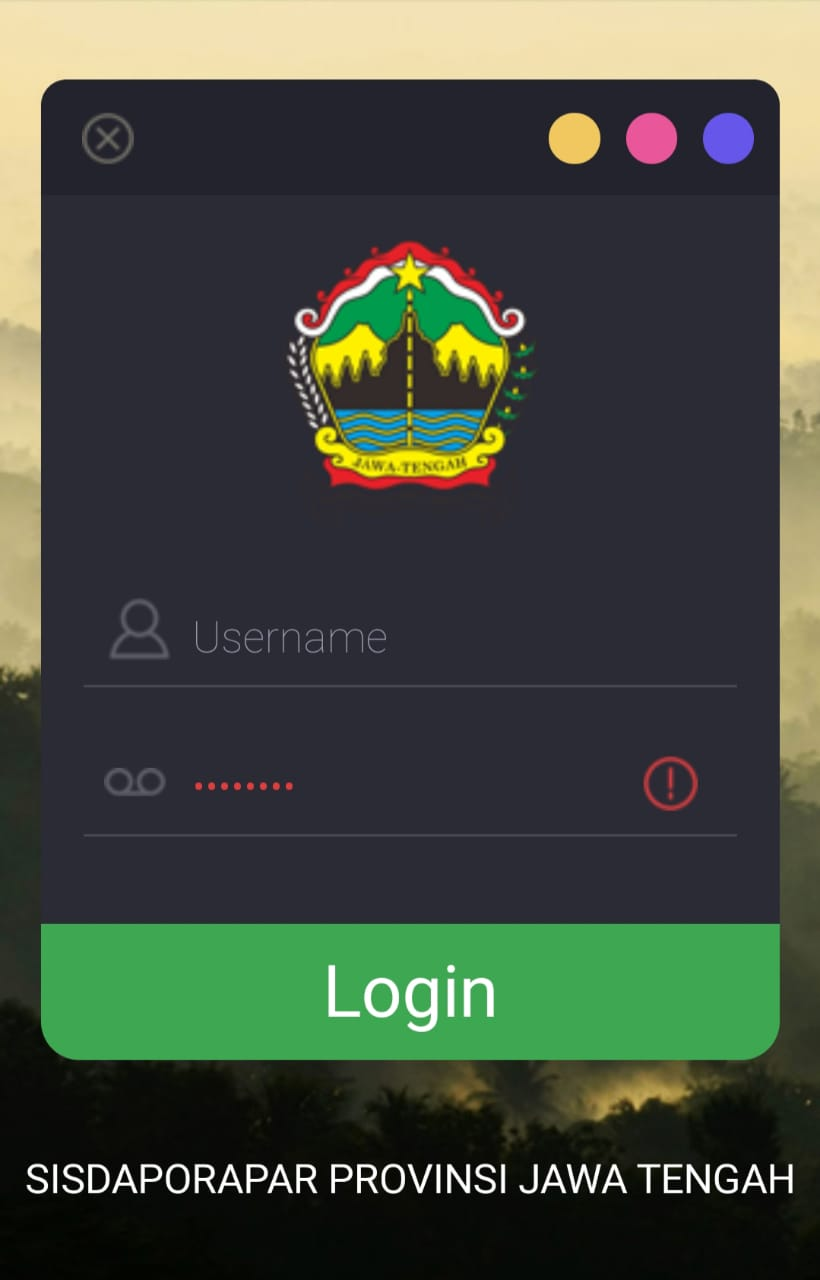 JAWA-TENGAH
Username
••••••••
Login
SISDAPORAPAR PROVINSI JAWA TENGAH